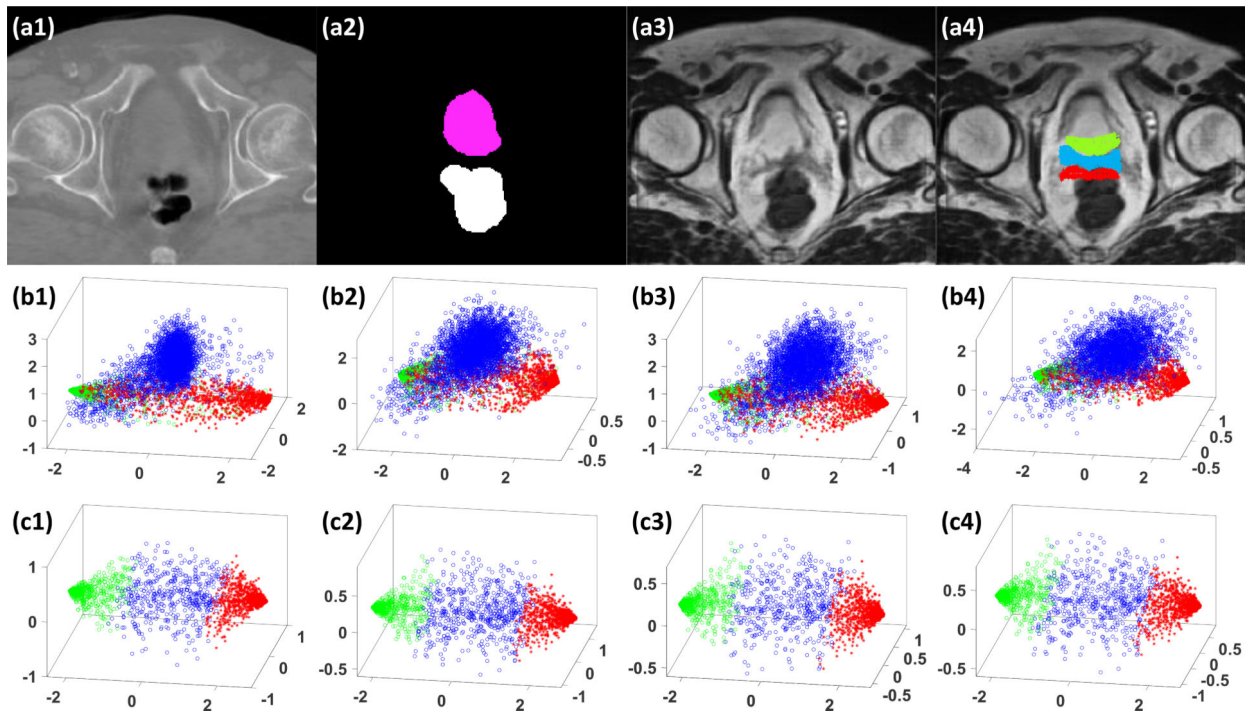 (a1) (a2) (a3) (a4)
(b1) (b2) (b3) (b4)
3 2 1 0 -1 -2 0 2 2 0 -2
2 0 -2 -2 0 2 0.5 0 -0.5
3 2 1 0 -1 -2 0 2 1 0 -1
2 0 -2 -4 -2 0 2 1 0.5 0 -0.5
(c1) (c2) (c3) (c4)
1 0 -1 -2 0 2 1 0 -1
0.5 0 -0.5 -2 0 2 1 0 -1
0.5 0 -0.5 -2 0 2 1 0.5 0 -0.5
0.5 0 -0.5 -2 0 2 0.5 0 -0.5 -1